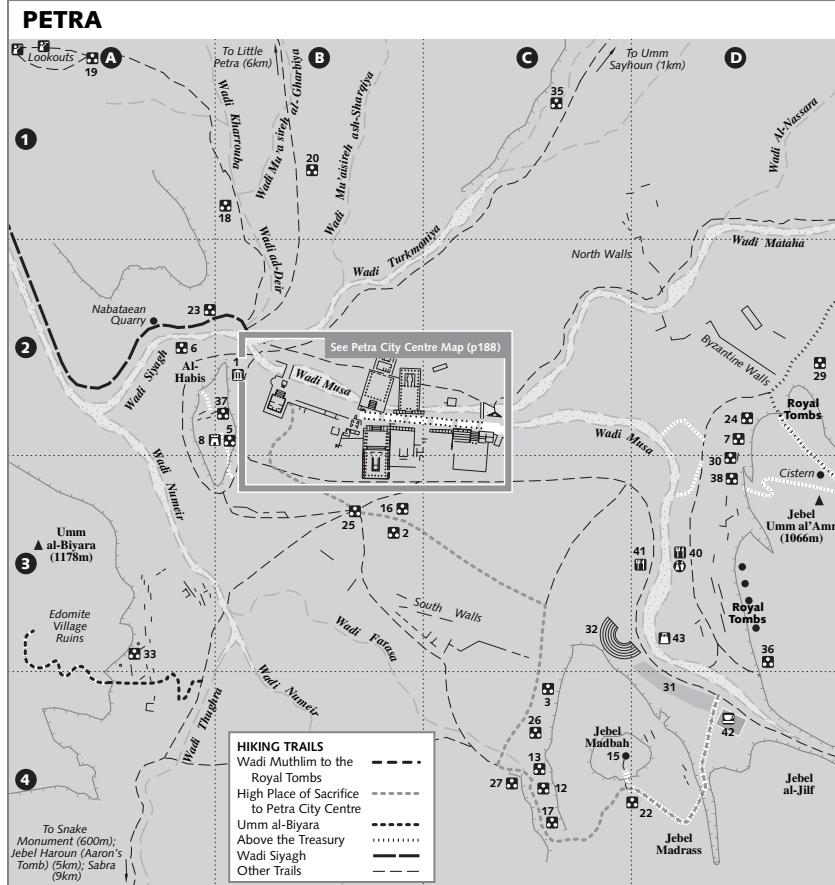 PETRA
A
B
C
D
1
2
3
4
Lookouts
19
To Little
Petra (6km)
To Umm
Sayhoun (1km)
35
Wadi Kharrouba
Wadi Mu'aisireh al-Gharbiya
Wadi Mu'aisireh ash-Sharqiya
Wadi Al-Nassara
20
18
Wadi ad-Deir
Wadi Turkmaniya
North Walls
Wadi Mataha
Nabataean
Quarry
23
6
Wadi Siyagh
Al-
Habis
1
See Petra City Centre Map (p188)
Wadi Musa
Byzantine Walls
29
Royal
Tombs
37
5
8
24
7
30
38
Wadi Musa
Cistern
Jebel
Umm al'Amr
(1066m)
Wadi Numeir
25
16
2
Umm
al-Biyara
(1178m)
41
40
Edomite
Village
Ruins
33
South Walls
Wadi Farasa
32
43
Royal
Tombs
36
Wadi Numeir
Wadi Thughra
3
31
42
26
Jebel
Madbah
15
13
27
12
17
22
Jebel
al-Jilf
Jebel
Madrass
HIKING TRAILS
Wadi Muthlim to the
Royal Tombs
High Place of Sacrifice
to Petra City Centre
Umm al-Biyara
Above the Treasury
Wadi Siyagh
Other Trails
To Snake
Monument (600m);
Jebel Haroun (Aaron's
Tomb) (5km); Sabra
(9km)